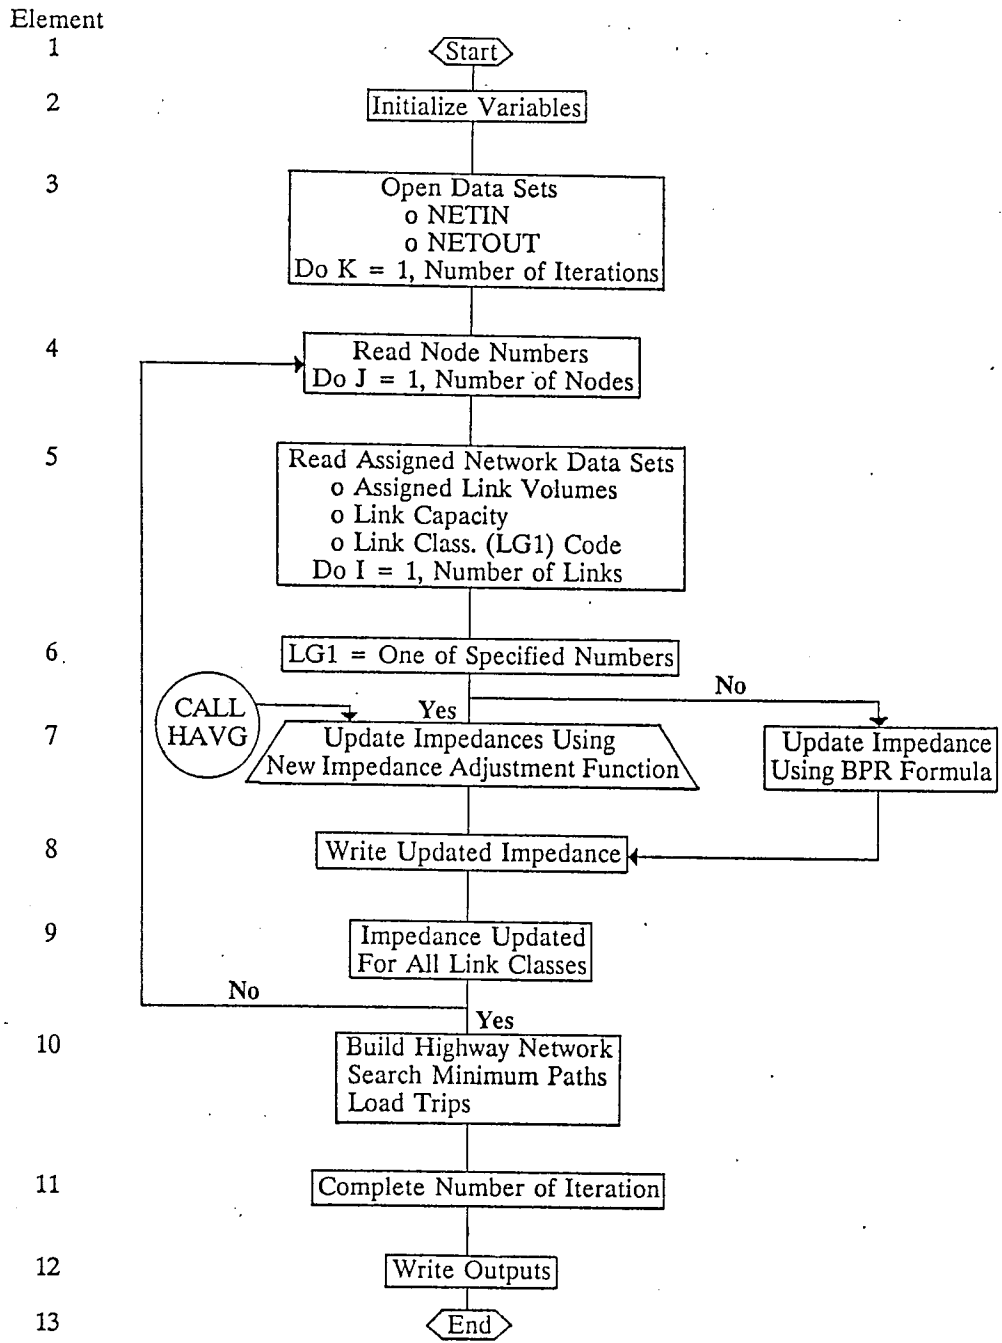 Element
1
Start
2
Initialize Variables
3
Open Data Sets
o NETIN
o NETOUT
Do K = 1, Number of Iterations
4
Read Node Numbers
Do J = 1, Number of Nodes
5
Read Assigned Network Data Sets
o Assigned Link Volumes
o Link Capacity
o Link Class. (LG1) Code
Do I = 1, Number of Links
6
LG1 = One of Specified Numbers
No
Yes
CALL
HAVG
7
Update Impedances Using
New Impedance Adjustment Function
Update Impedance
Using BPR Formula
8
Write Updated Impedance
9
Impedance Updated
For All Link Classes
No
Yes
10
Build Highway Network
Search Minimum Paths
Load Trips
11
Complete Number of Iteration
12
Write Outputs
13
End